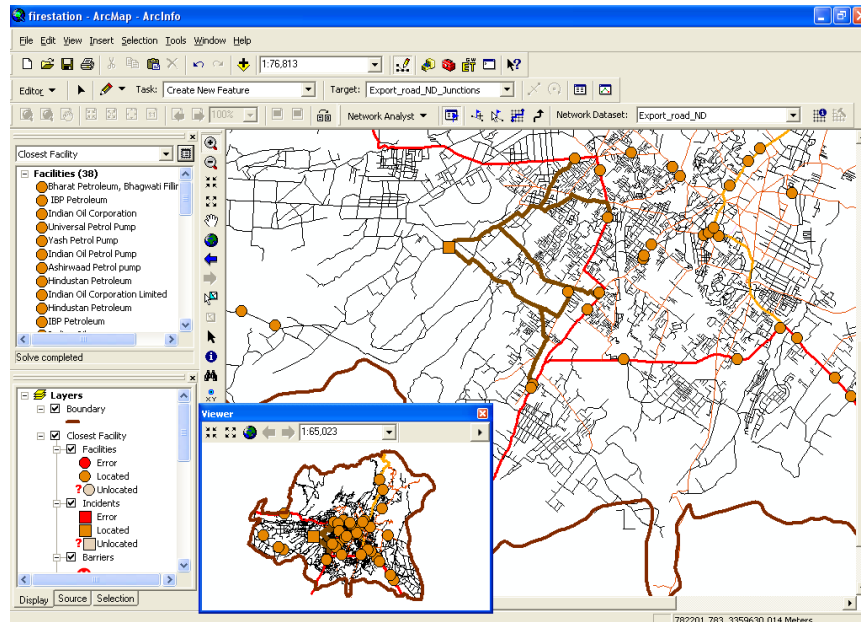 firestation - ArcMap - ArcInfo
File Edit View Insert Selection Tools Window Help
1:76,813
Editor Task: Create New Feature Target: Export_road_ND_Junctions
100% Network Analyst Network Dataset: Export_road_ND
Closest Facility
Facilities (38)
Bharat Petroleum, Bhagwati Fillir
IBP Petroleum
Indian Oil Corporation
Universal Petrol Pump
Yash Petrol Pump
Indian Oil Petrol Pump
Ashirwaad Petrol pump
Hindustan Petroleum
Indian Oil Corporation Limited
Hindustan Petroleum
IBP Petroleum
Solve completed
Layers
Boundary
Closest Facility
Facilities
Error
Located
? Unlocated
Incidents
Error
Located
? Unlocated
Barriers
Display Source Selection
XY
Viewer
1:65,023
782201.783 3359630.014 Meters